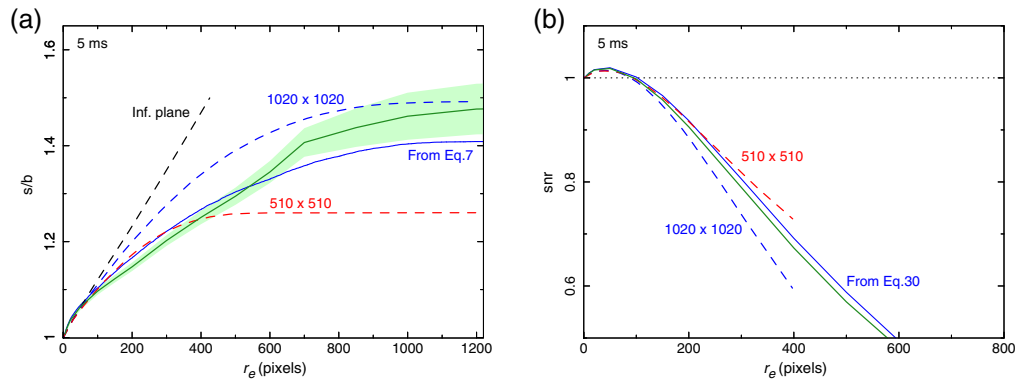 (a)
5 ms
1.6
1.4
1.2
1
s/b
Inf. plane
1020 x 1020
From Eq.7
510 x 510
0 200 400 600 800 1000 1200
r_e (pixels)
(b)
5 ms
1
0.8
0.6
snr
510 x 510
1020 x 1020
From Eq.30
0 200 400 600 800
r_e (pixels)